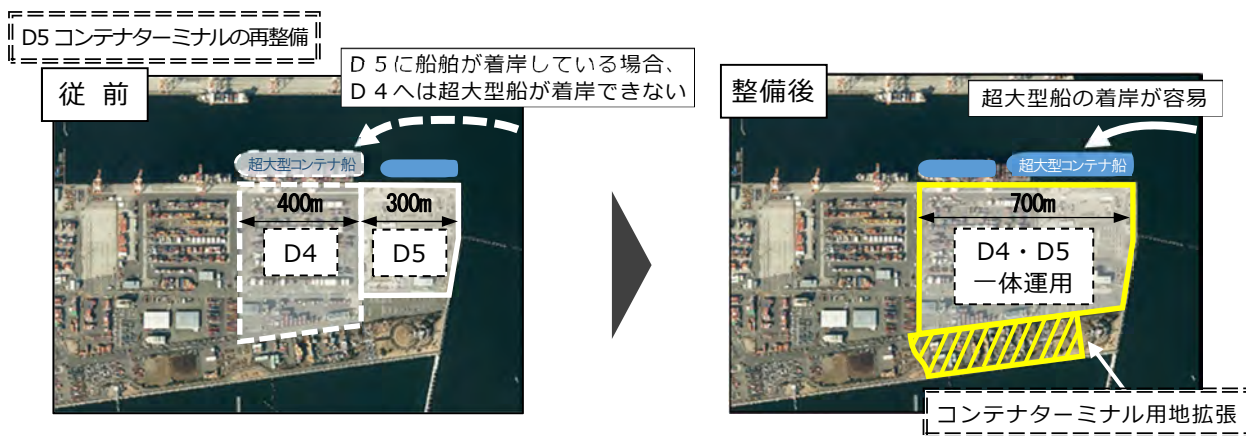 D5コンテナターミナルの再整備
従 前
D5に船舶が着岸している場合、
D4へは超大型船が着岸できない
超大型コンテナ船
400m
300m
D4
D5
整備後
超大型船の着岸が容易
超大型コンテナ船
700m
D4・D5
一体運用
コンテナターミナル用地拡張